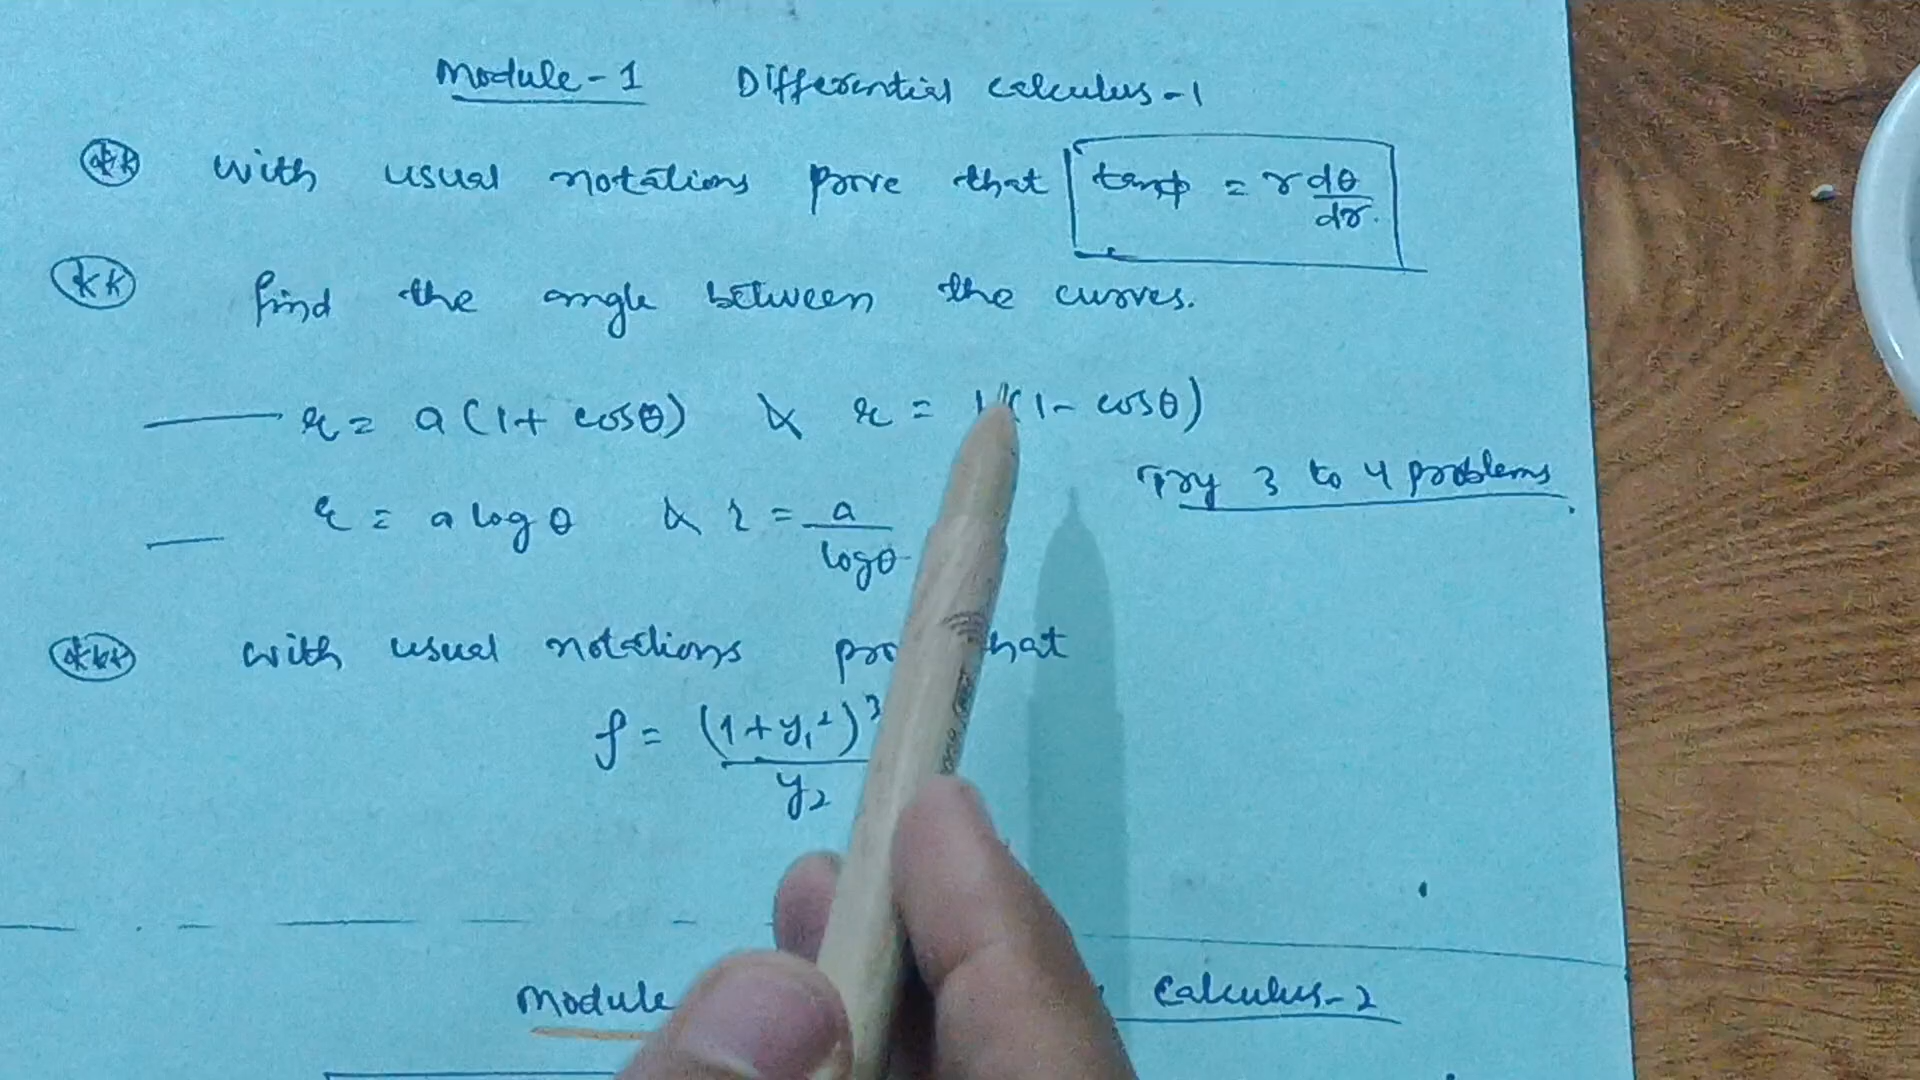 Module-1 Differential calculus-1
** with usual notations prove that tanφ = r dθ/dr.
** find the angle between the curves.
r = a(1+ cosθ) & r = (1- cosθ)
Try 3 to 4 problems
r = a log θ & r = a/logθ
*** with usual notations that
ρ = (1+y₁²)³ / y₂
Module calculus-2